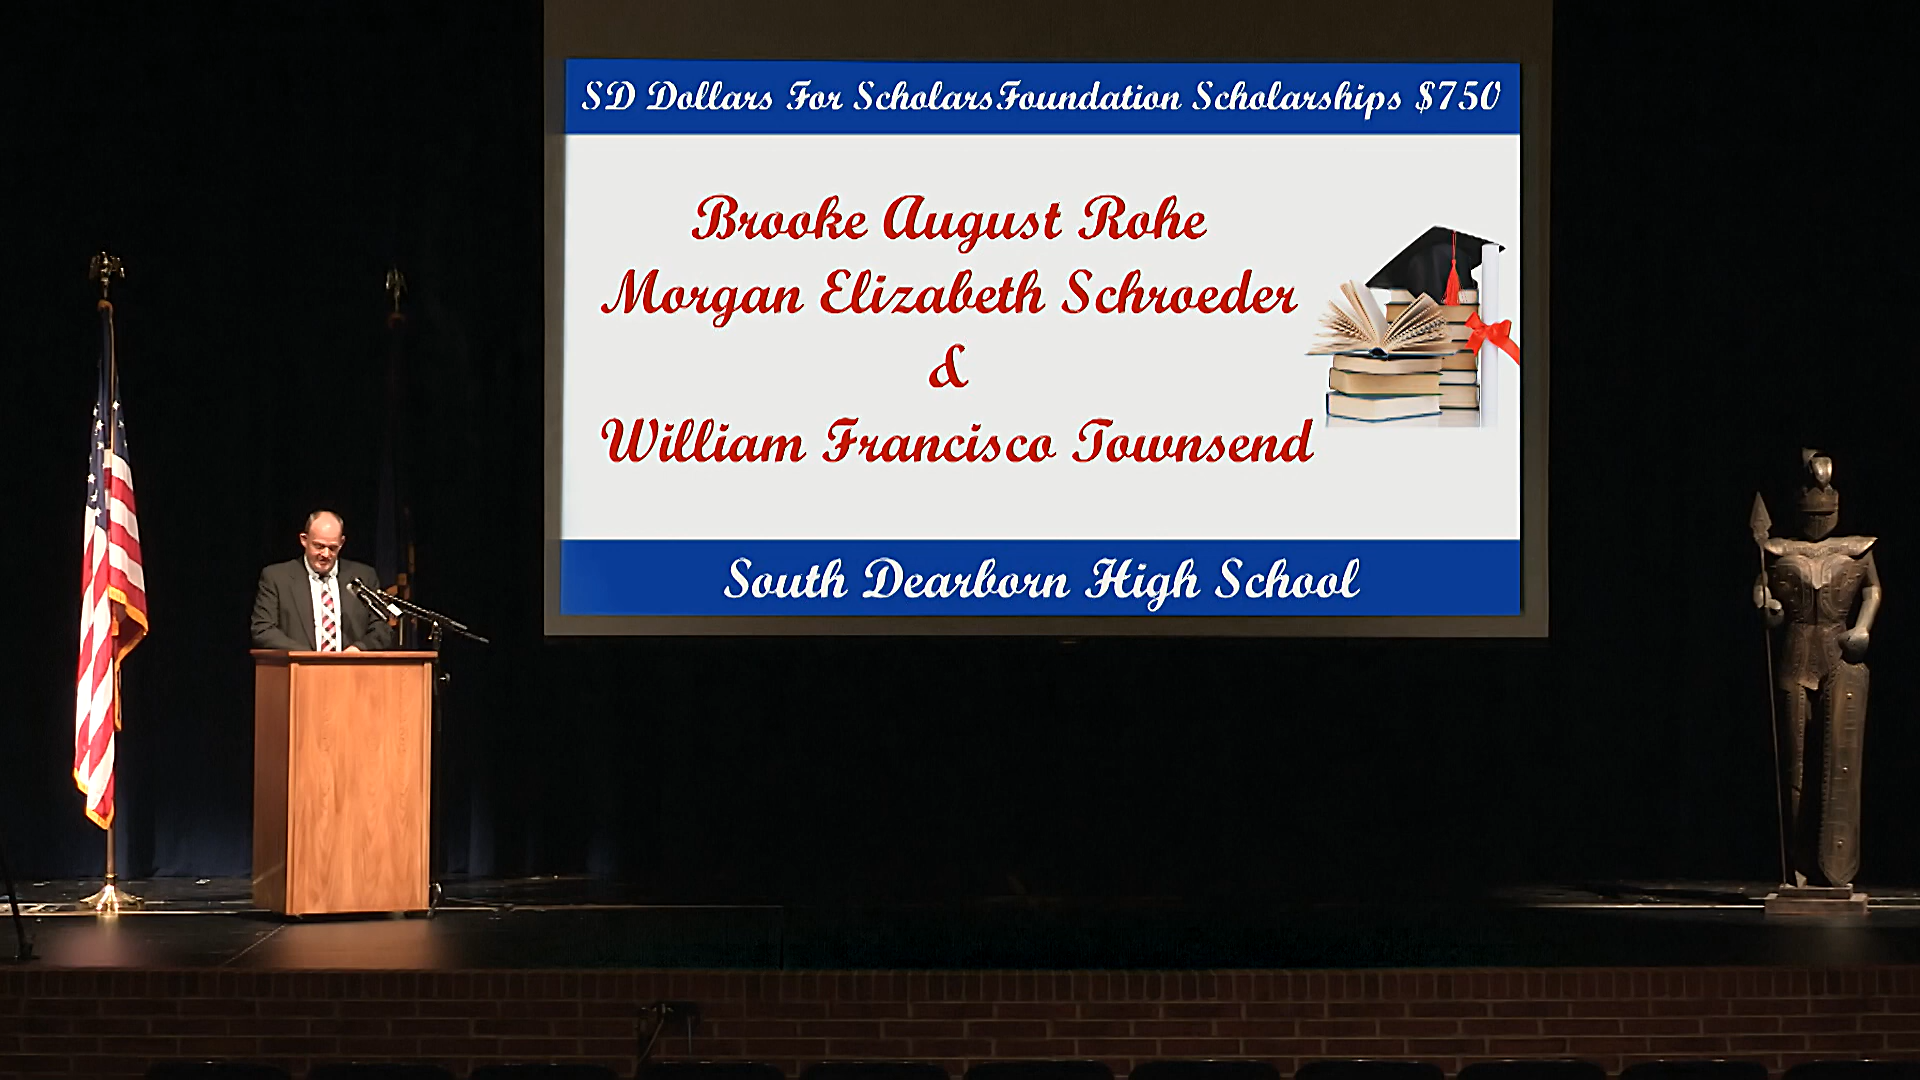 SD Dollars For ScholarsFoundation Scholarships $750
Brooke August Rohe
Morgan Elizabeth Schroeder
&
William Francisco Townsend
South Dearborn High School